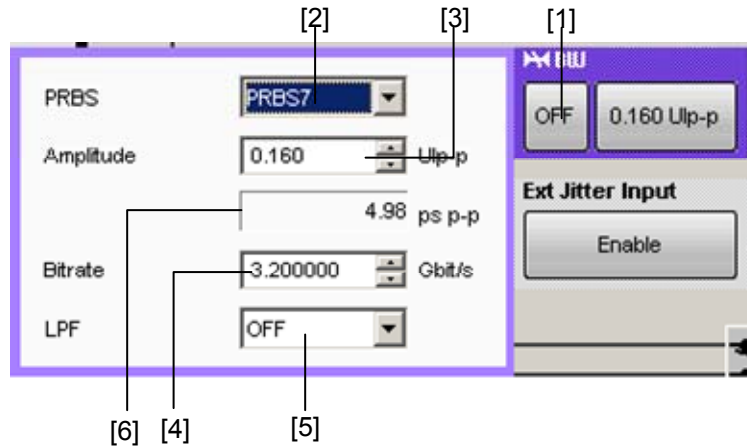 [2] [3] [1]
BUJ
PRBS PRBS7
OFF 0.160 UIp-p
Amplitude 0.160 UIp-p
4.98 ps p-p
Ext Jitter Input
Enable
Bitrate 3.200000 Gbit/s
LPF OFF
[6] [4] [5]